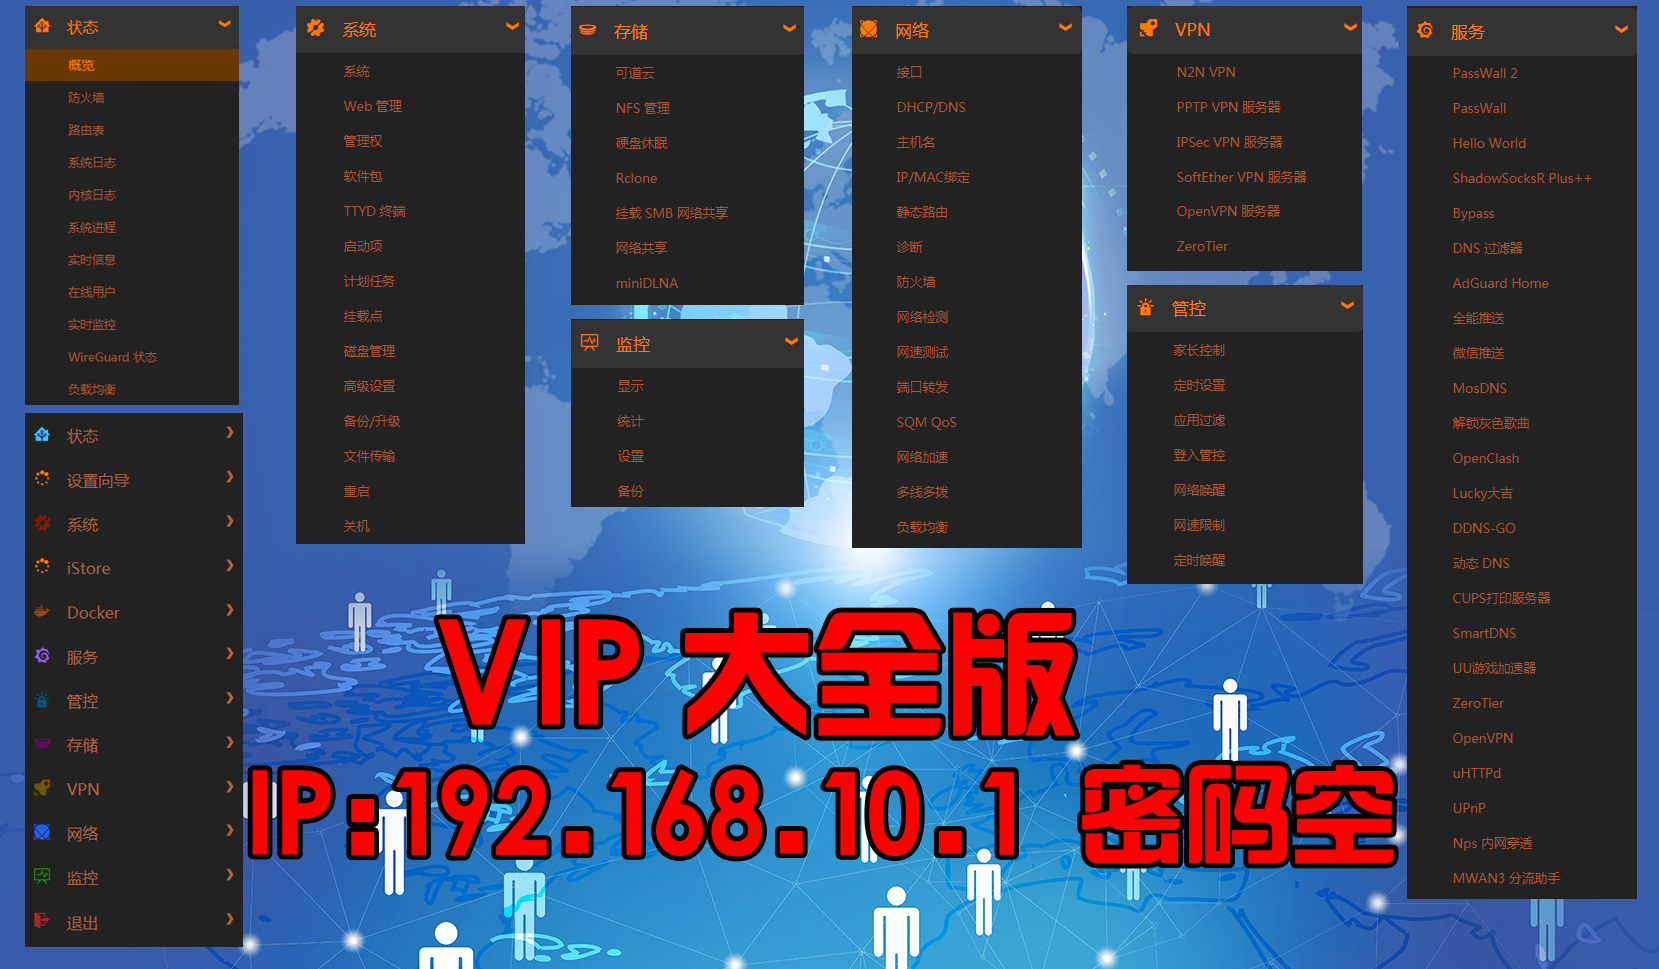 状态
概览
防火墙
路由表
系统日志
内核日志
系统进程
实时信息
在线用户
实时监控
WireGuard 状态
负载均衡
状态
设置向导
系统
iStore
Docker
服务
管控
存储
VPN
网络
监控
退出
系统
系统
Web 管理
管理权
软件包
TTYD 终端
启动项
计划任务
挂载点
磁盘管理
高级设置
备份/升级
文件传输
重启
关机
存储
可道云
NFS 管理
硬盘休眠
Rclone
挂载 SMB 网络共享
网络共享
miniDLNA
监控
显示
统计
设置
备份
网络
接口
DHCP/DNS
主机名
IP/MAC绑定
静态路由
诊断
防火墙
网络检测
网速测试
端口转发
SQM QoS
网络加速
多线多拨
负载均衡
VPN
N2N VPN
PPTP VPN 服务器
IPSec VPN 服务器
SoftEther VPN 服务器
OpenVPN 服务器
ZeroTier
管控
家长控制
定时设置
应用过滤
登入管控
网络唤醒
网速限制
定时唤醒
服务
PassWall 2
PassWall
Hello World
ShadowSocksR Plus++
Bypass
DNS 过滤器
AdGuard Home
全能推送
微信推送
MosDNS
解锁灰色歌曲
OpenClash
Lucky大吉
DDNS-GO
动态 DNS
CUPS打印服务器
SmartDNS
UU游戏加速器
ZeroTier
OpenVPN
uHTTPd
UPnP
Nps 内网穿透
MWAN3 分流助手
VIP 大全版
IP:192.168.10.1 密码空